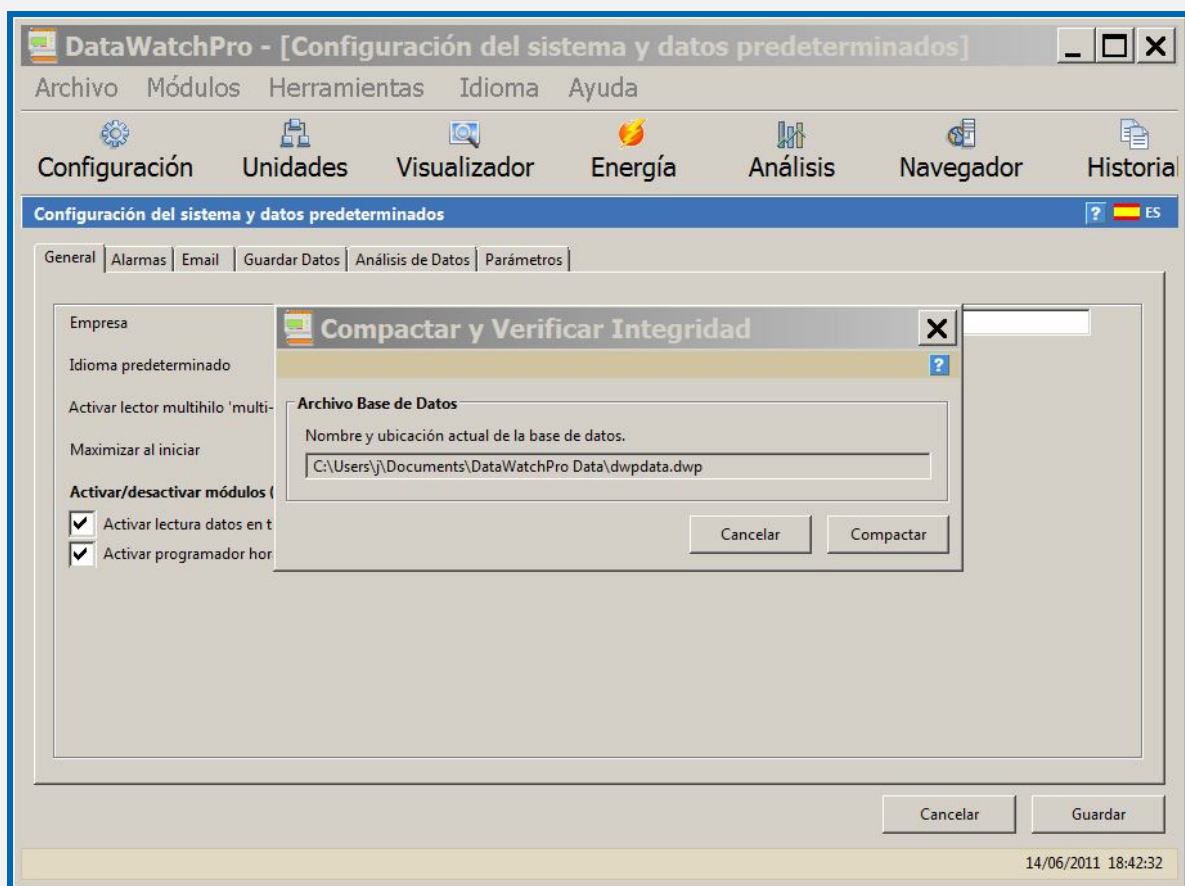 DataWatchPro - [Configuración del sistema y datos predeterminados]
Archivo Módulos Herramientas Idioma Ayuda
Configuración Unidades Visualizador Energía Análisis Navegador Historial
Configuración del sistema y datos predeterminados ? ES
General Alarmas Email Guardar Datos Análisis de Datos Parámetros
Empresa
Idioma predeterminado
Activar lector multihilo 'multi-
Maximizar al iniciar
Activar/desactivar módulos (
Activar lectura datos en t
Activar programador hor
Compactar y Verificar Integridad
?
Archivo Base de Datos
Nombre y ubicación actual de la base de datos.
C:\Users\j\Documents\DataWatchPro Data\dwpdata.dwp
Cancelar Compactar
Cancelar Guardar
14/06/2011 18:42:32